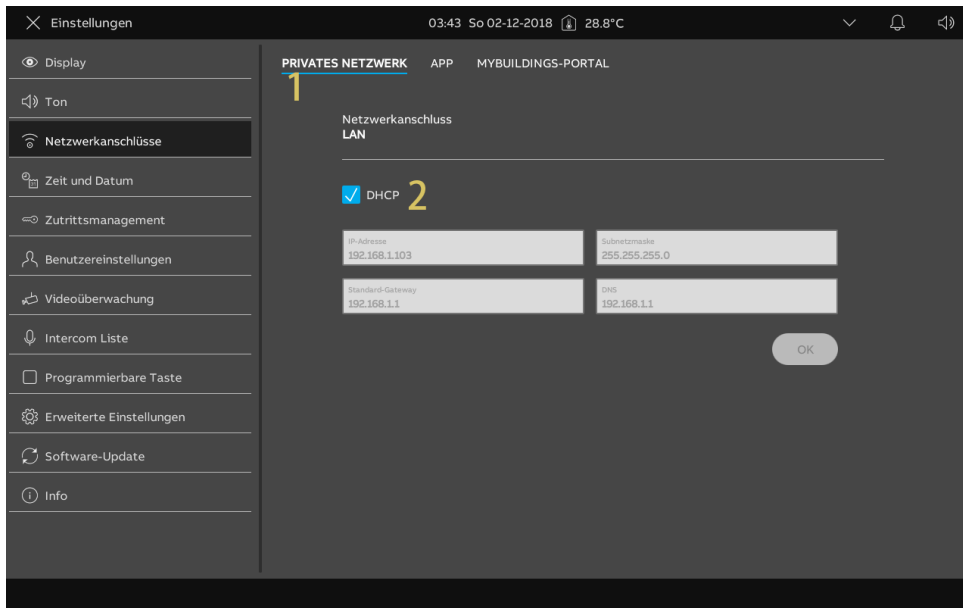 Einstellungen
03:43 So 02-12-2018 28.8°C
Display
Ton
Netzwerkanschlüsse
Zeit und Datum
Zutrittsmanagement
Benutzereinstellungen
Videoüberwachung
Intercom Liste
Programmierbare Taste
Erweiterte Einstellungen
Software-Update
Info
PRIVATES NETZWERK APP MYBUILDINGS-PORTAL
1
Netzwerkanschluss
LAN
DHCP 2
IP-Adresse
192.168.1.103
Subnetzmaske
255.255.255.0
Standard-Gateway
192.168.1.1
DNS
192.168.1.1
OK